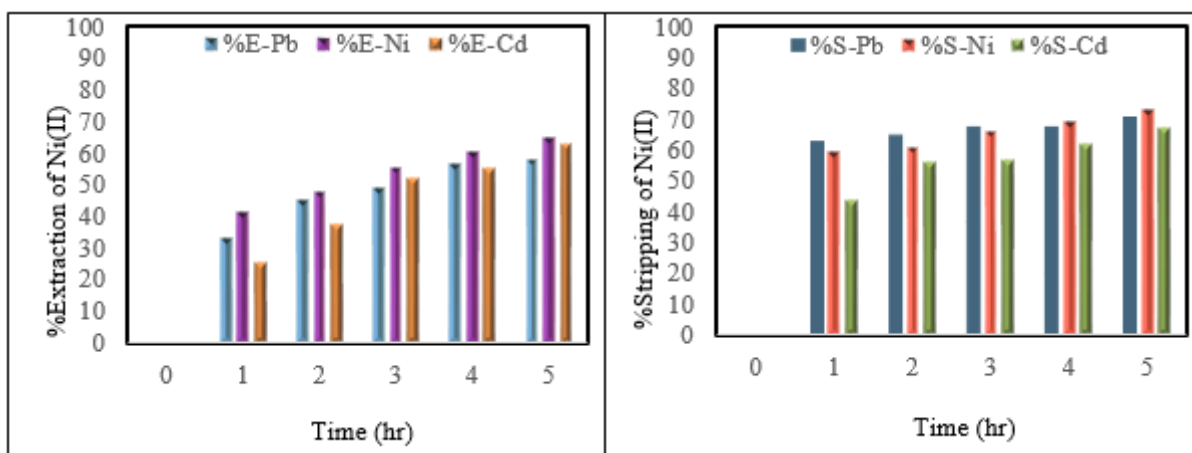 100
90
80
70
60
50
40
30
20
10
0
%Extraction of Ni(II)
%E-Pb %E-Ni %E-Cd
0 1 2 3 4 5
Time (hr)
100
90
80
70
60
50
40
30
20
10
0
%Stripping of Ni(II)
%S-Pb %S-Ni %S-Cd
0 1 2 3 4 5
Time (hr)